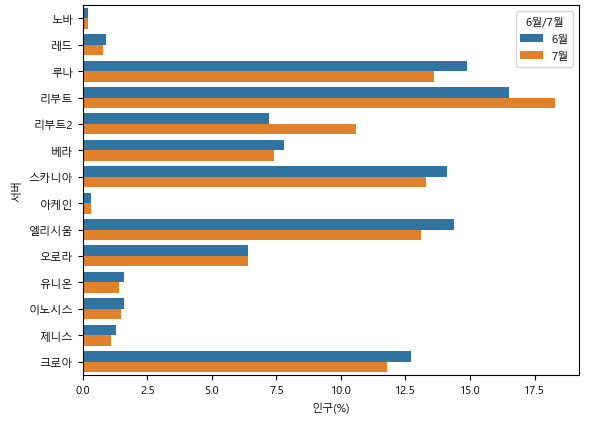 6월/7월
6월
7월
노바
레드
루나
리부트
리부트2
베라
스카니아
아케인
엘리시움
오로라
유니온
이노시스
제니스
크로아
서버
0.0 2.5 5.0 7.5 10.0 12.5 15.0 17.5
인구(%)